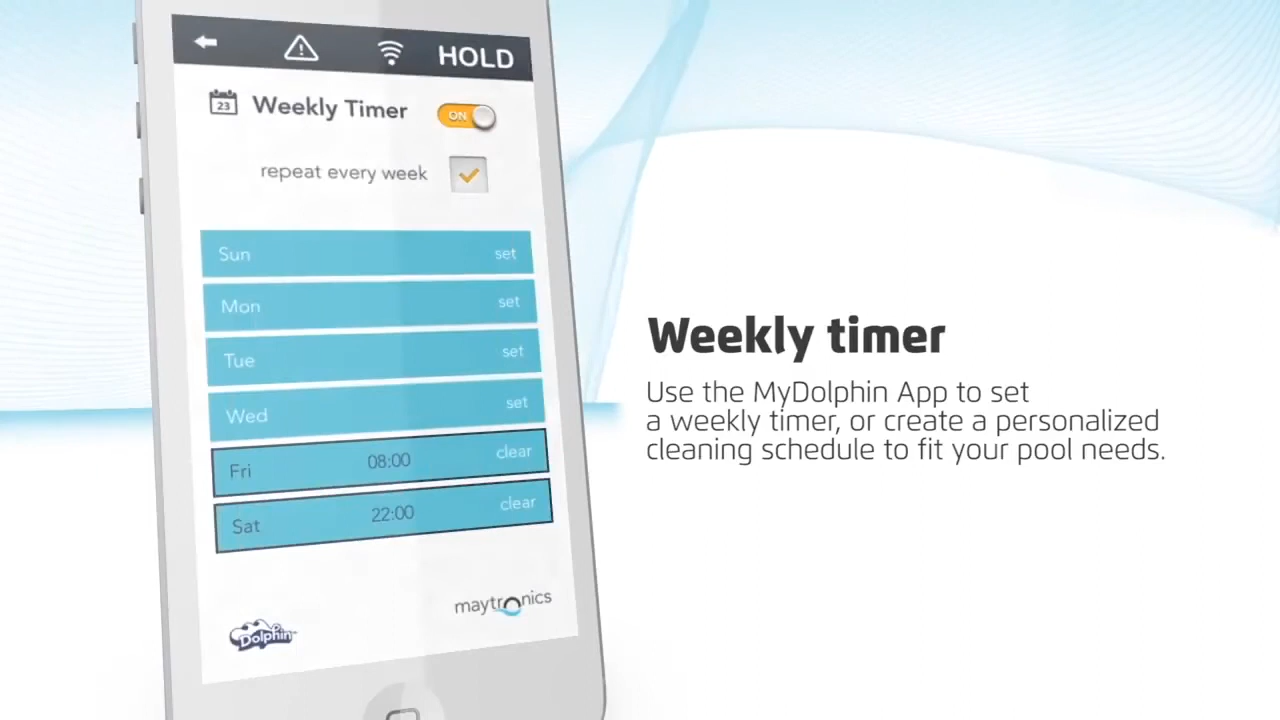 HOLD
23 Weekly Timer ON
repeat every week
Sun set
Mon set
Tue set
Wed set
Fri 08:00 clear
Sat 22:00 clear
Dolphin
maytronics
Weekly timer
Use the MyDolphin App to set
a weekly timer, or create a personalized
cleaning schedule to fit your pool needs.